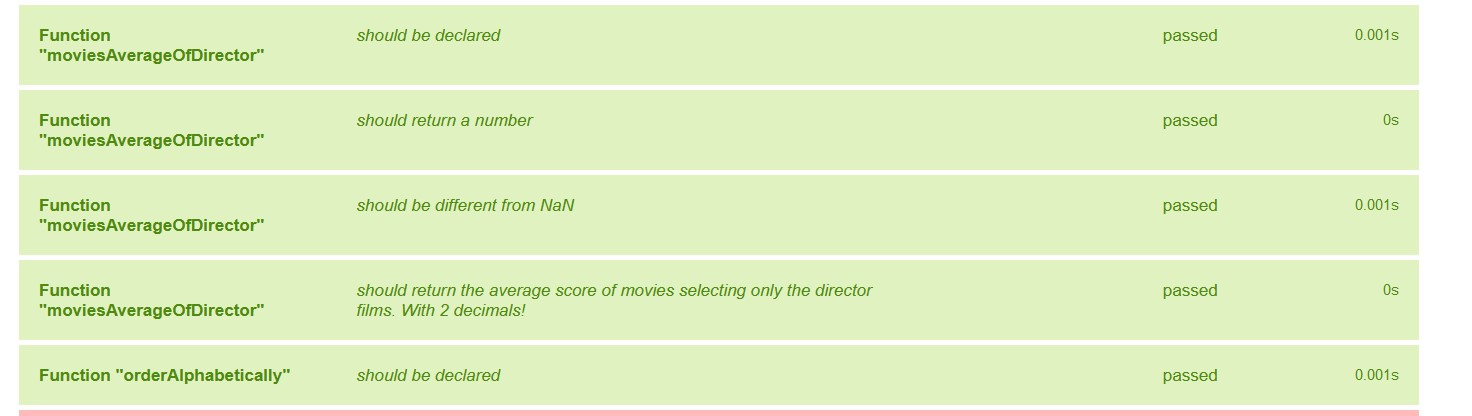 Function
"moviesAverageOfDirector"
should be declared
passed
0.001s
Function
"moviesAverageOfDirector"
should return a number
passed
0s
Function
"moviesAverageOfDirector"
should be different from NaN
passed
0.001s
Function
"moviesAverageOfDirector"
should return the average score of movies selecting only the director
films. With 2 decimals!
passed
0s
Function "orderAlphabetically"
should be declared
passed
0.001s